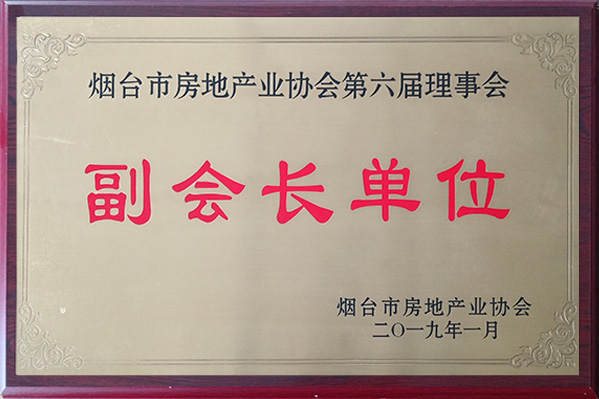 烟台市房地产业协会第六届理事会
副会长单位
烟台市房地产业协会
二〇一九年一月